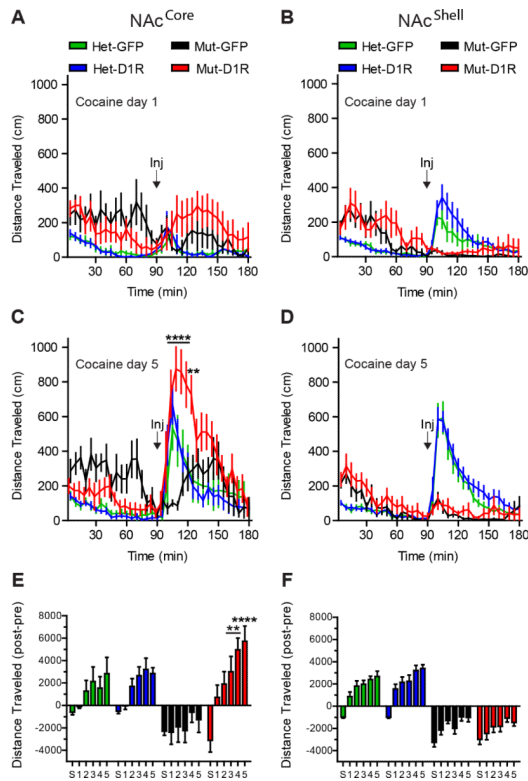 A NAc^Core B NAc^Shell
Het-GFP Mut-GFP Het-GFP Mut-GFP
Het-D1R Mut-D1R Het-D1R Mut-D1R
Distance Traveled (cm)
1000
800
600
400
200
0
Cocaine day 1
Inj
30 60 90 120 150 180
Time (min)
Distance Traveled (cm)
1000
800
600
400
200
0
Cocaine day 1
Inj
30 60 90 120 150 180
Time (min)
C
Distance Traveled (cm)
1000
800
600
400
200
0
Cocaine day 5
****
**
Inj
30 60 90 120 150 180
Time (min)
D
Distance Traveled (cm)
1000
800
600
400
200
0
Cocaine day 5
Inj
30 60 90 120 150 180
Time (min)
E
Distance Traveled (post-pre)
8000
6000
4000
2000
0
-2000
-4000
****
**
S12345 S12345 S12345 S12345
F
Distance Traveled (post-pre)
8000
6000
4000
2000
0
-2000
-4000
S12345 S12345 S12345 S12345